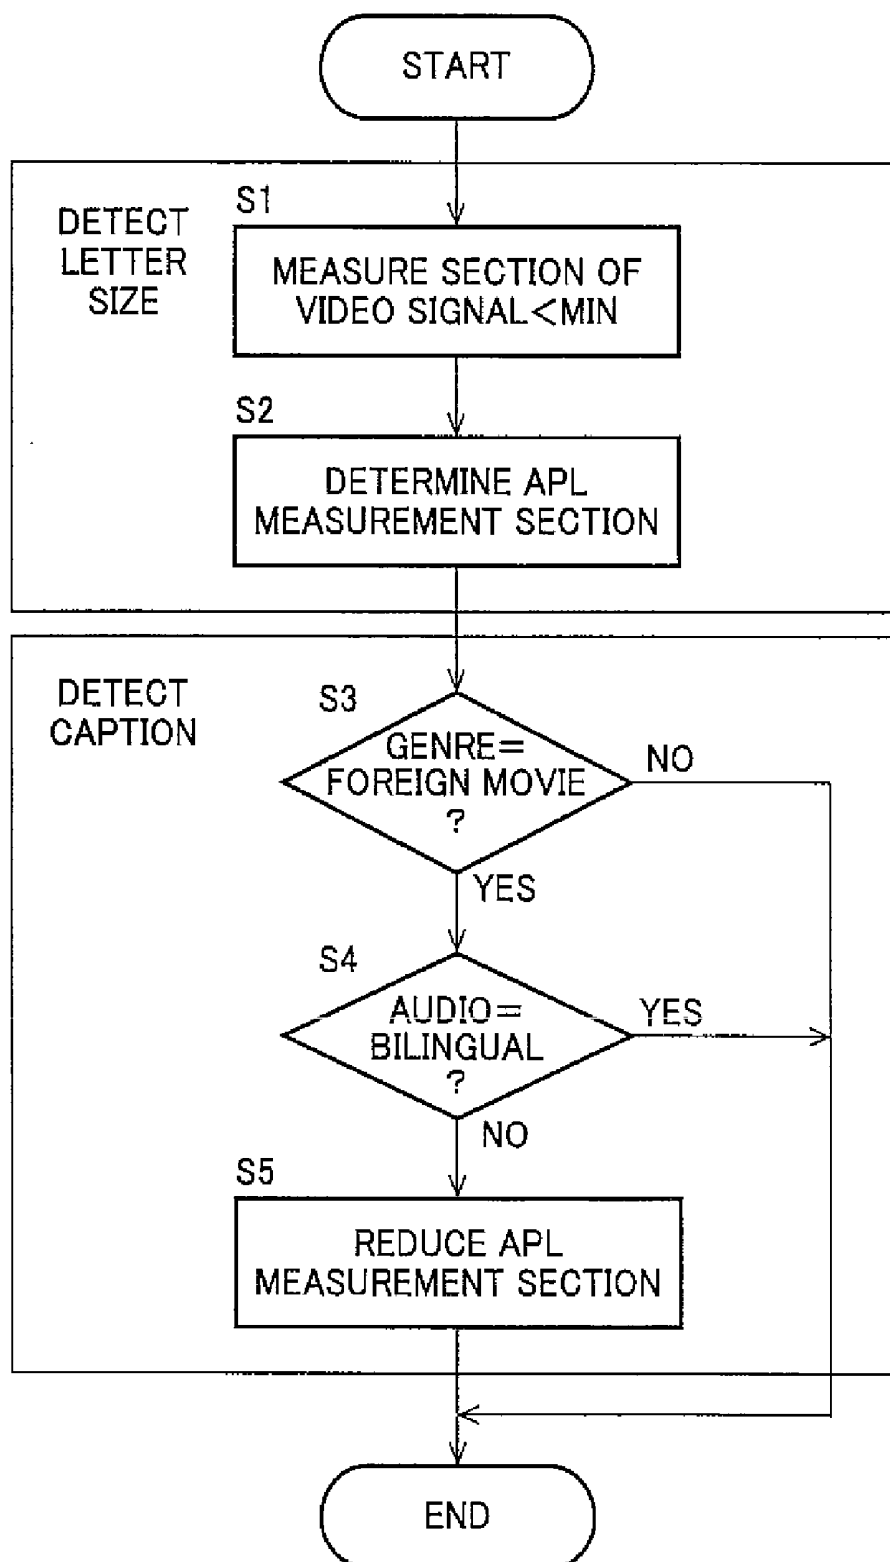 START
DETECT
LETTER
SIZE
S1
MEASURE SECTION OF
VIDEO SIGNAL<MIN
S2
DETERMINE APL
MEASUREMENT SECTION
DETECT
CAPTION
S3
GENRE=
FOREIGN MOVIE
?
NO
YES
S4
AUDIO=
BILINGUAL
?
YES
NO
S5
REDUCE APL
MEASUREMENT SECTION
END